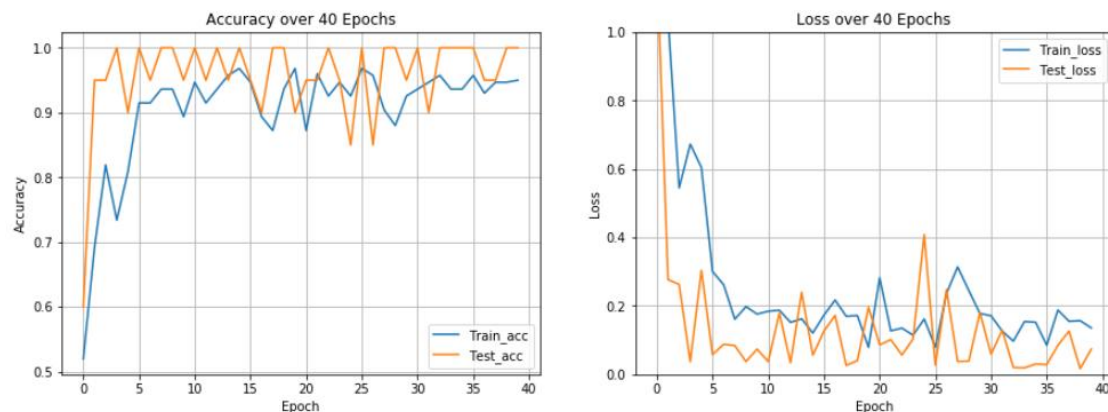 Accuracy over 40 Epochs
1.0
0.9
0.8
0.7
0.6
0.5
Accuracy
0 5 10 15 20 25 30 35 40
Epoch
Train_acc
Test_acc
Loss over 40 Epochs
1.0
0.8
0.6
0.4
0.2
0.0
Loss
0 5 10 15 20 25 30 35 40
Epoch
Train_loss
Test_loss